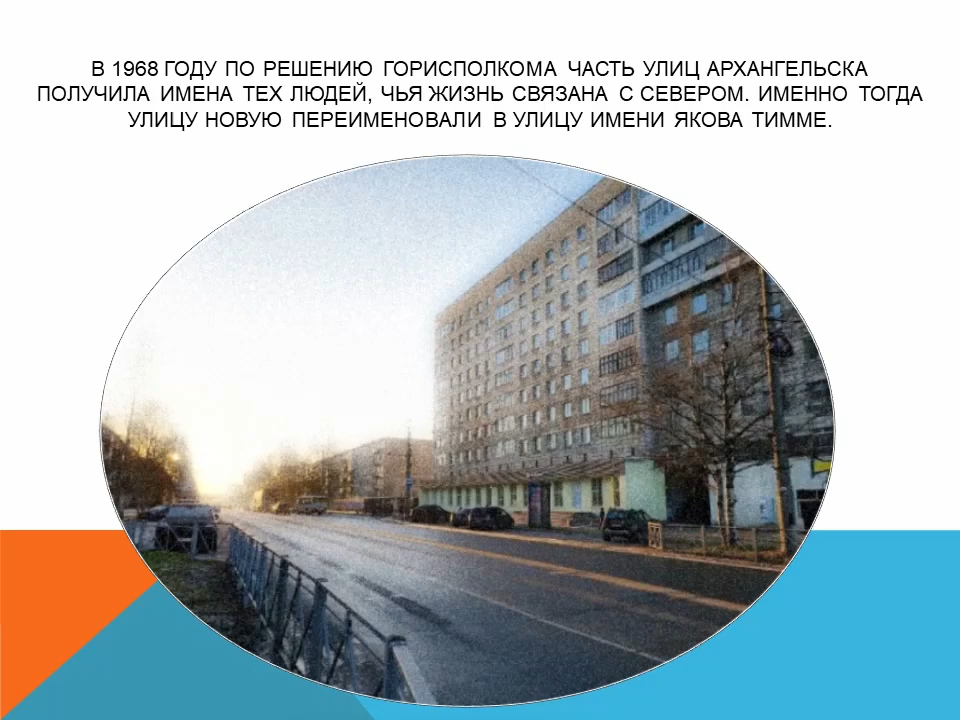 В 1968 ГОДУ ПО РЕШЕНИЮ ГОРИСПОЛКОМА ЧАСТЬ УЛИЦ АРХАНГЕЛЬСКА
ПОЛУЧИЛА ИМЕНА ТЕХ ЛЮДЕЙ, ЧЬЯ ЖИЗНЬ СВЯЗАНА С СЕВЕРОМ. ИМЕННО ТОГДА
УЛИЦУ НОВУЮ ПЕРЕИМЕНОВАЛИ В УЛИЦУ ИМЕНИ ЯКОВА ТИММЕ.